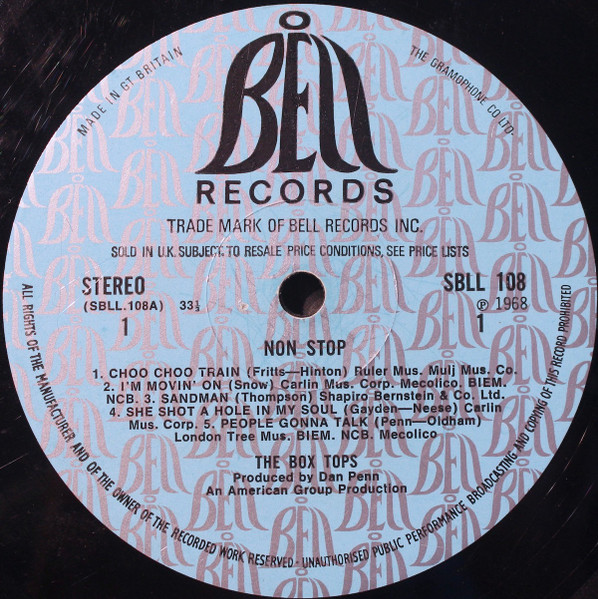 BELL
RECORDS
MADE IN GT BRITAIN
THE GRAMOPHONE CO LTD.
TRADE MARK OF BELL RECORDS INC.
SOLD IN U.K. SUBJECT TO RESALE PRICE CONDITIONS, SEE PRICE LISTS
STEREO
(SBLL.108A) 33⅓
1
SBLL 108
℗ 1968
1
NON STOP
1. CHOO CHOO TRAIN (Fritts—Hinton) Ruler Mus. Mulj Mus. Co.
2. I'M MOVIN' ON (Snow) Carlin Mus. Corp. Mecolico. BIEM.
NCB. 3. SANDMAN (Thompson) Shapiro Bernstein & Co. Ltd.
4. SHE SHOT A HOLE IN MY SOUL (Gayden—Neese) Carlin
Mus. Corp. 5. PEOPLE GONNA TALK (Penn—Oldham)
London Tree Mus. BIEM. NCB. Mecolico
THE BOX TOPS
Produced by Dan Penn
An American Group Production
ALL RIGHTS OF THE MANUFACTURER AND OF THE OWNER OF THE RECORDED WORK RESERVED · UNAUTHORISED PUBLIC PERFORMANCE BROADCASTING AND COPYING OF THIS RECORD PROHIBITED